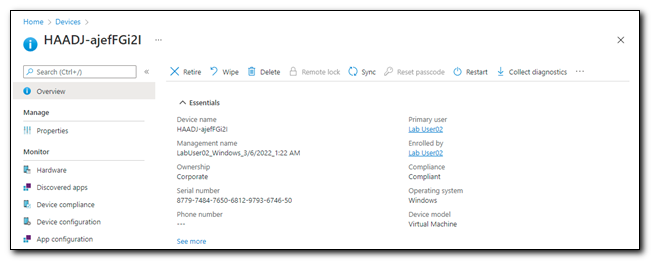 Home > Devices >
HAADJ-ajefFGi2I ...
Search (Ctrl+/)
«
Retire Wipe Delete Remote lock Sync Reset passcode Restart Collect diagnostics ...
Overview
Manage
Properties
Monitor
Hardware
Discovered apps
Device compliance
Device configuration
App configuration
Essentials
Device name
HAADJ-ajefFGi2I
Management name
LabUser02_Windows_3/6/2022_1:22 AM
Ownership
Corporate
Serial number
8779-7484-7650-6812-9793-6746-50
Phone number
---
See more
Primary user
Lab User02
Enrolled by
Lab User02
Compliance
Compliant
Operating system
Windows
Device model
Virtual Machine